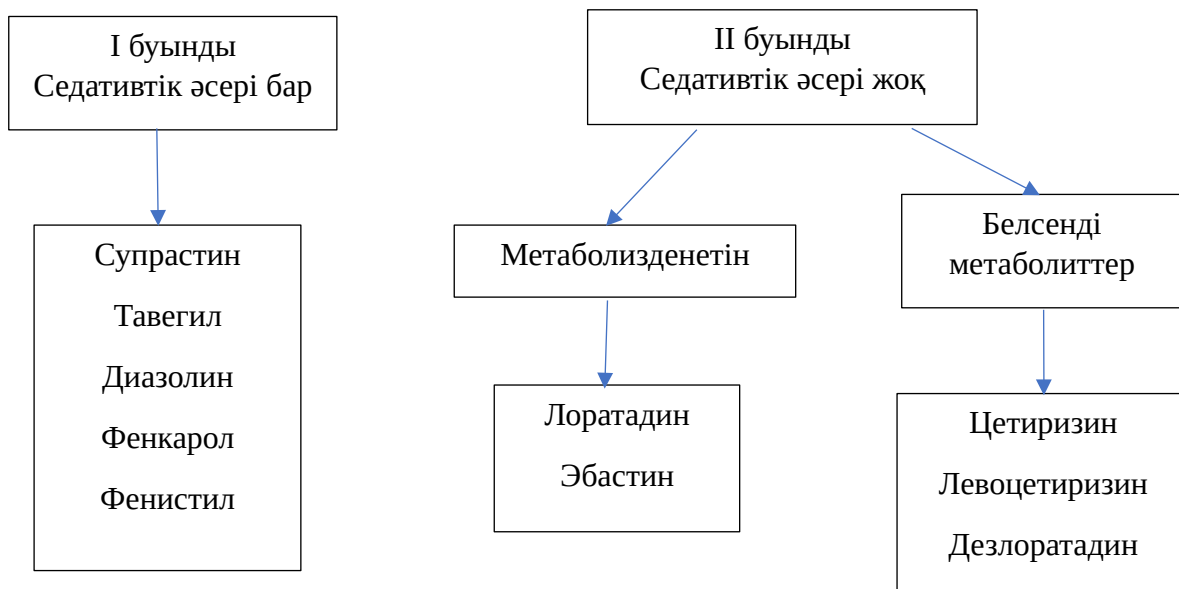 I буынды
Седативтік әсері бар
II буынды
Седативтік әсері жоқ
Супрастин
Тавегил
Диазолин
Фенкарол
Фенистил
Метаболизденетін
Лоратадин
Эбастин
Белсенді
метаболиттер
Цетиризин
Левоцетиризин
Дезлоратадин